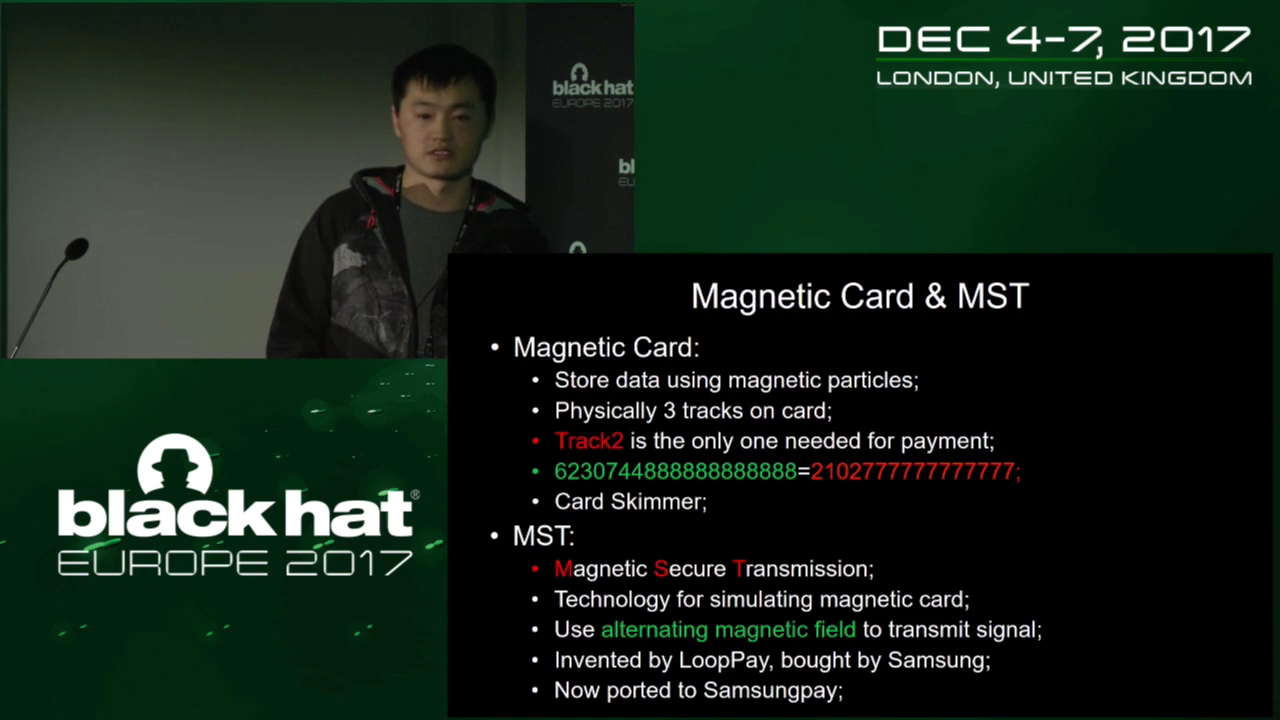 DEC 4-7, 2017
LONDON, UNITED KINGDOM
black hat
EUROPE 2017
Magnetic Card & MST
• Magnetic Card:
• Store data using magnetic particles;
• Physically 3 tracks on card;
• Track2 is the only one needed for payment;
• 6230744888888888888=2102777777777777;
• Card Skimmer;
• MST:
• Magnetic Secure Transmission;
• Technology for simulating magnetic card;
• Use alternating magnetic field to transmit signal;
• Invented by LoopPay, bought by Samsung;
• Now ported to Samsungpay;
black hat®
EUROPE 2017